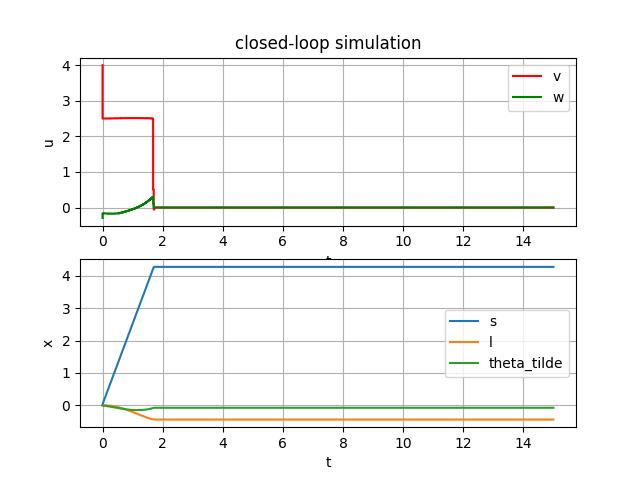 closed-loop simulation
4
3
2
1
0
u
v
w
0 2 4 6 8 10 12 14
4
3
2
1
0
x
s
l
theta_tilde
0 2 4 6 8 10 12 14
t